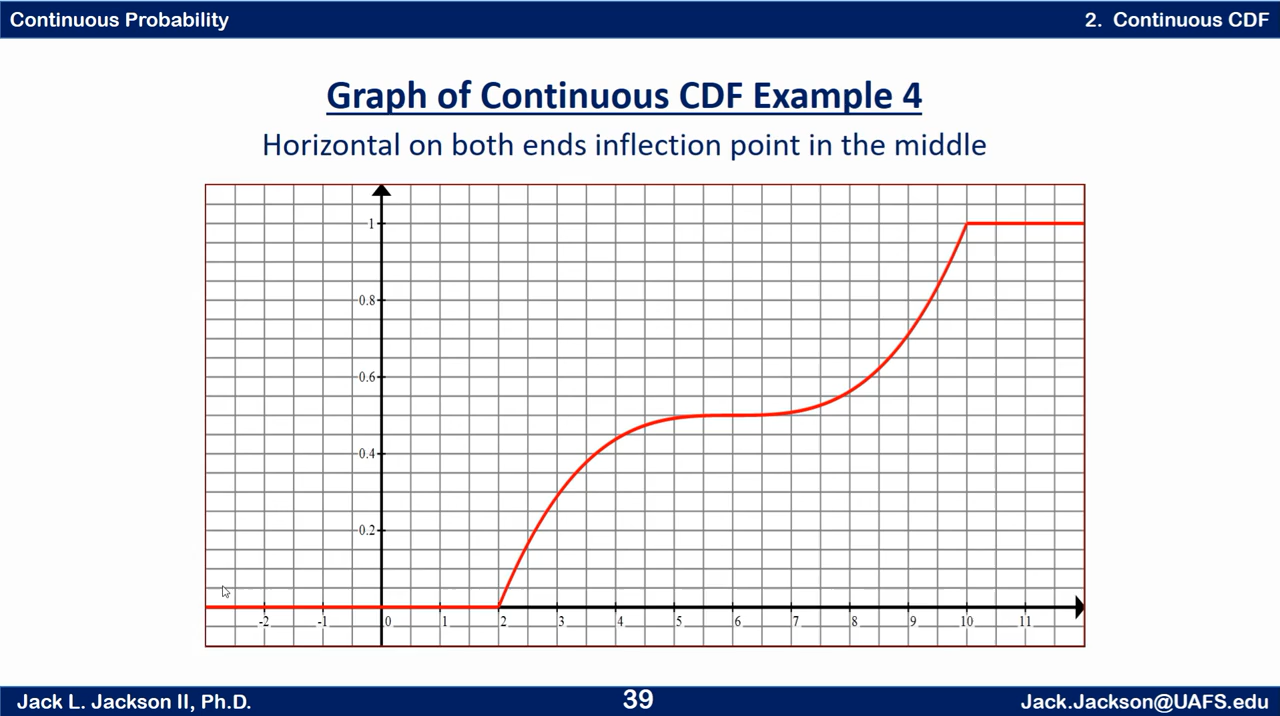 Continuous Probability
2. Continuous CDF
Graph of Continuous CDF Example 4
Horizontal on both ends inflection point in the middle
1
0.8
0.6
0.4
0.2
-2 -1 0 1 2 3 4 5 6 7 8 9 10 11
Jack L. Jackson II, Ph.D.
39
Jack.Jackson@UAFS.edu